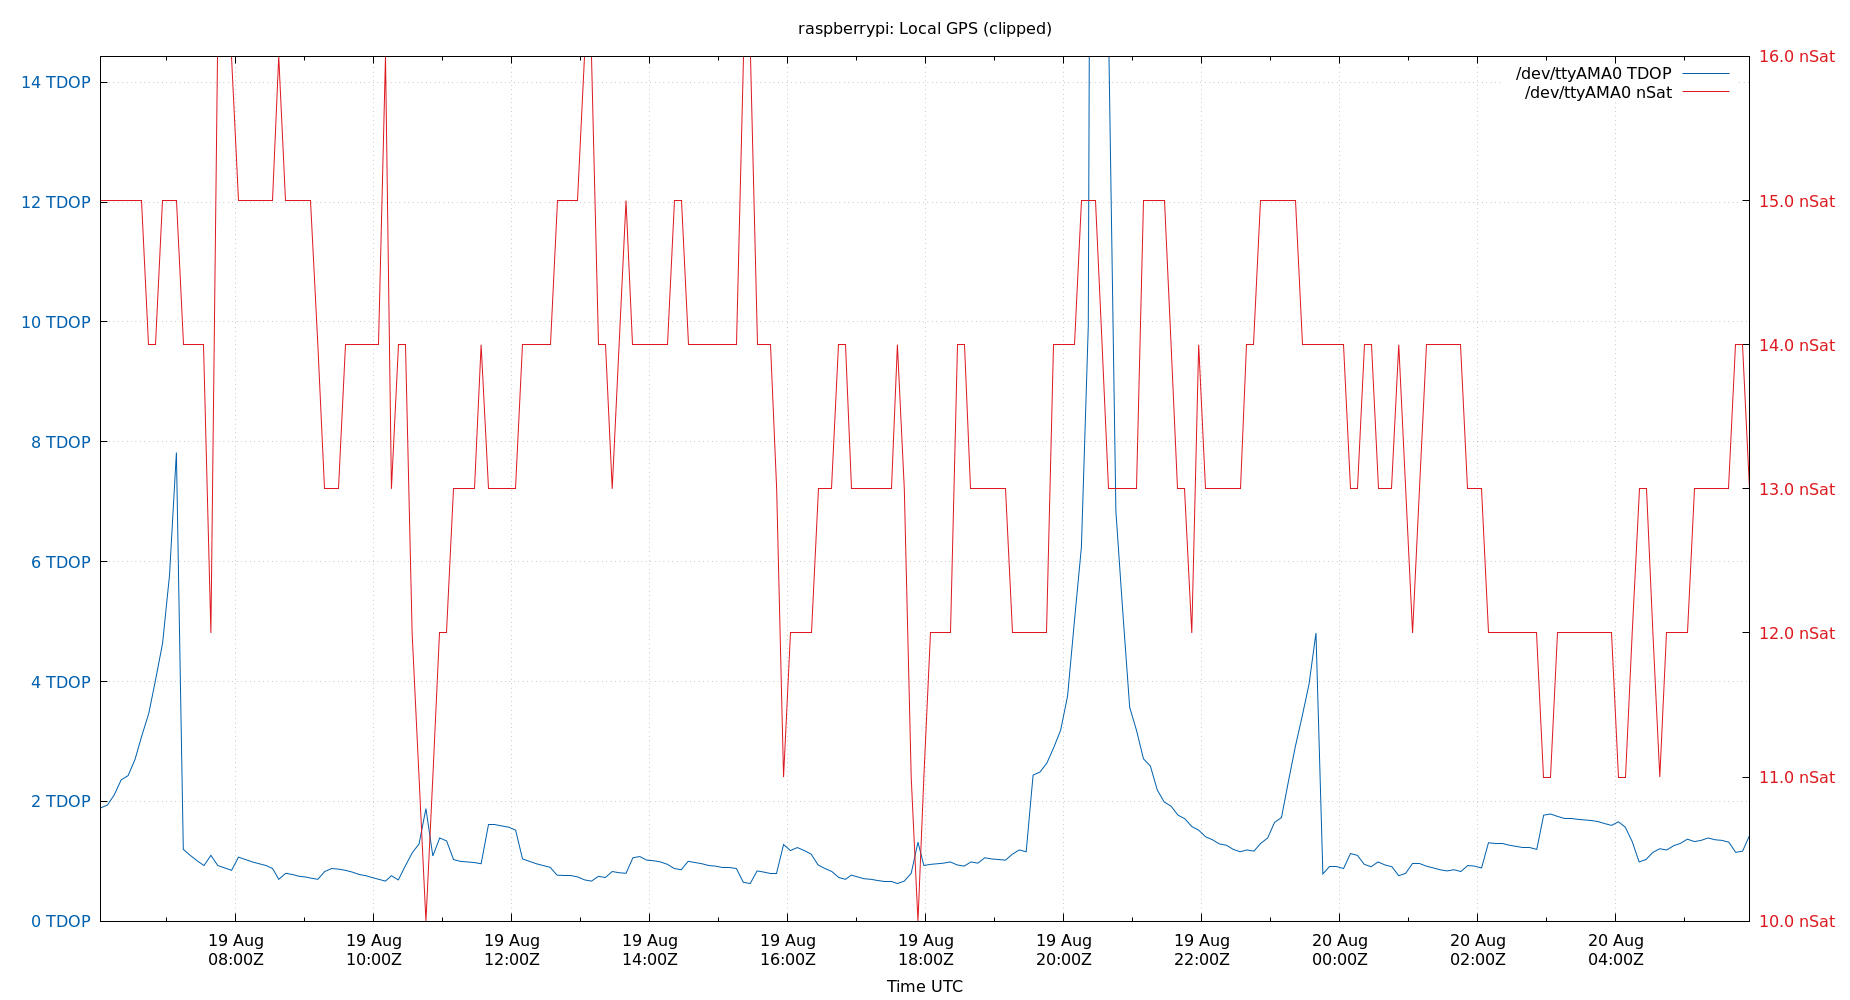 raspberrypi: Local GPS (clipped)
/dev/ttyAMA0 TDOP
/dev/ttyAMA0 nSat
14 TDOP
12 TDOP
10 TDOP
8 TDOP
6 TDOP
4 TDOP
2 TDOP
0 TDOP
16.0 nSat
15.0 nSat
14.0 nSat
13.0 nSat
12.0 nSat
11.0 nSat
10.0 nSat
19 Aug
08:00Z
19 Aug
10:00Z
19 Aug
12:00Z
19 Aug
14:00Z
19 Aug
16:00Z
19 Aug
18:00Z
19 Aug
20:00Z
19 Aug
22:00Z
20 Aug
00:00Z
20 Aug
02:00Z
20 Aug
04:00Z
Time UTC